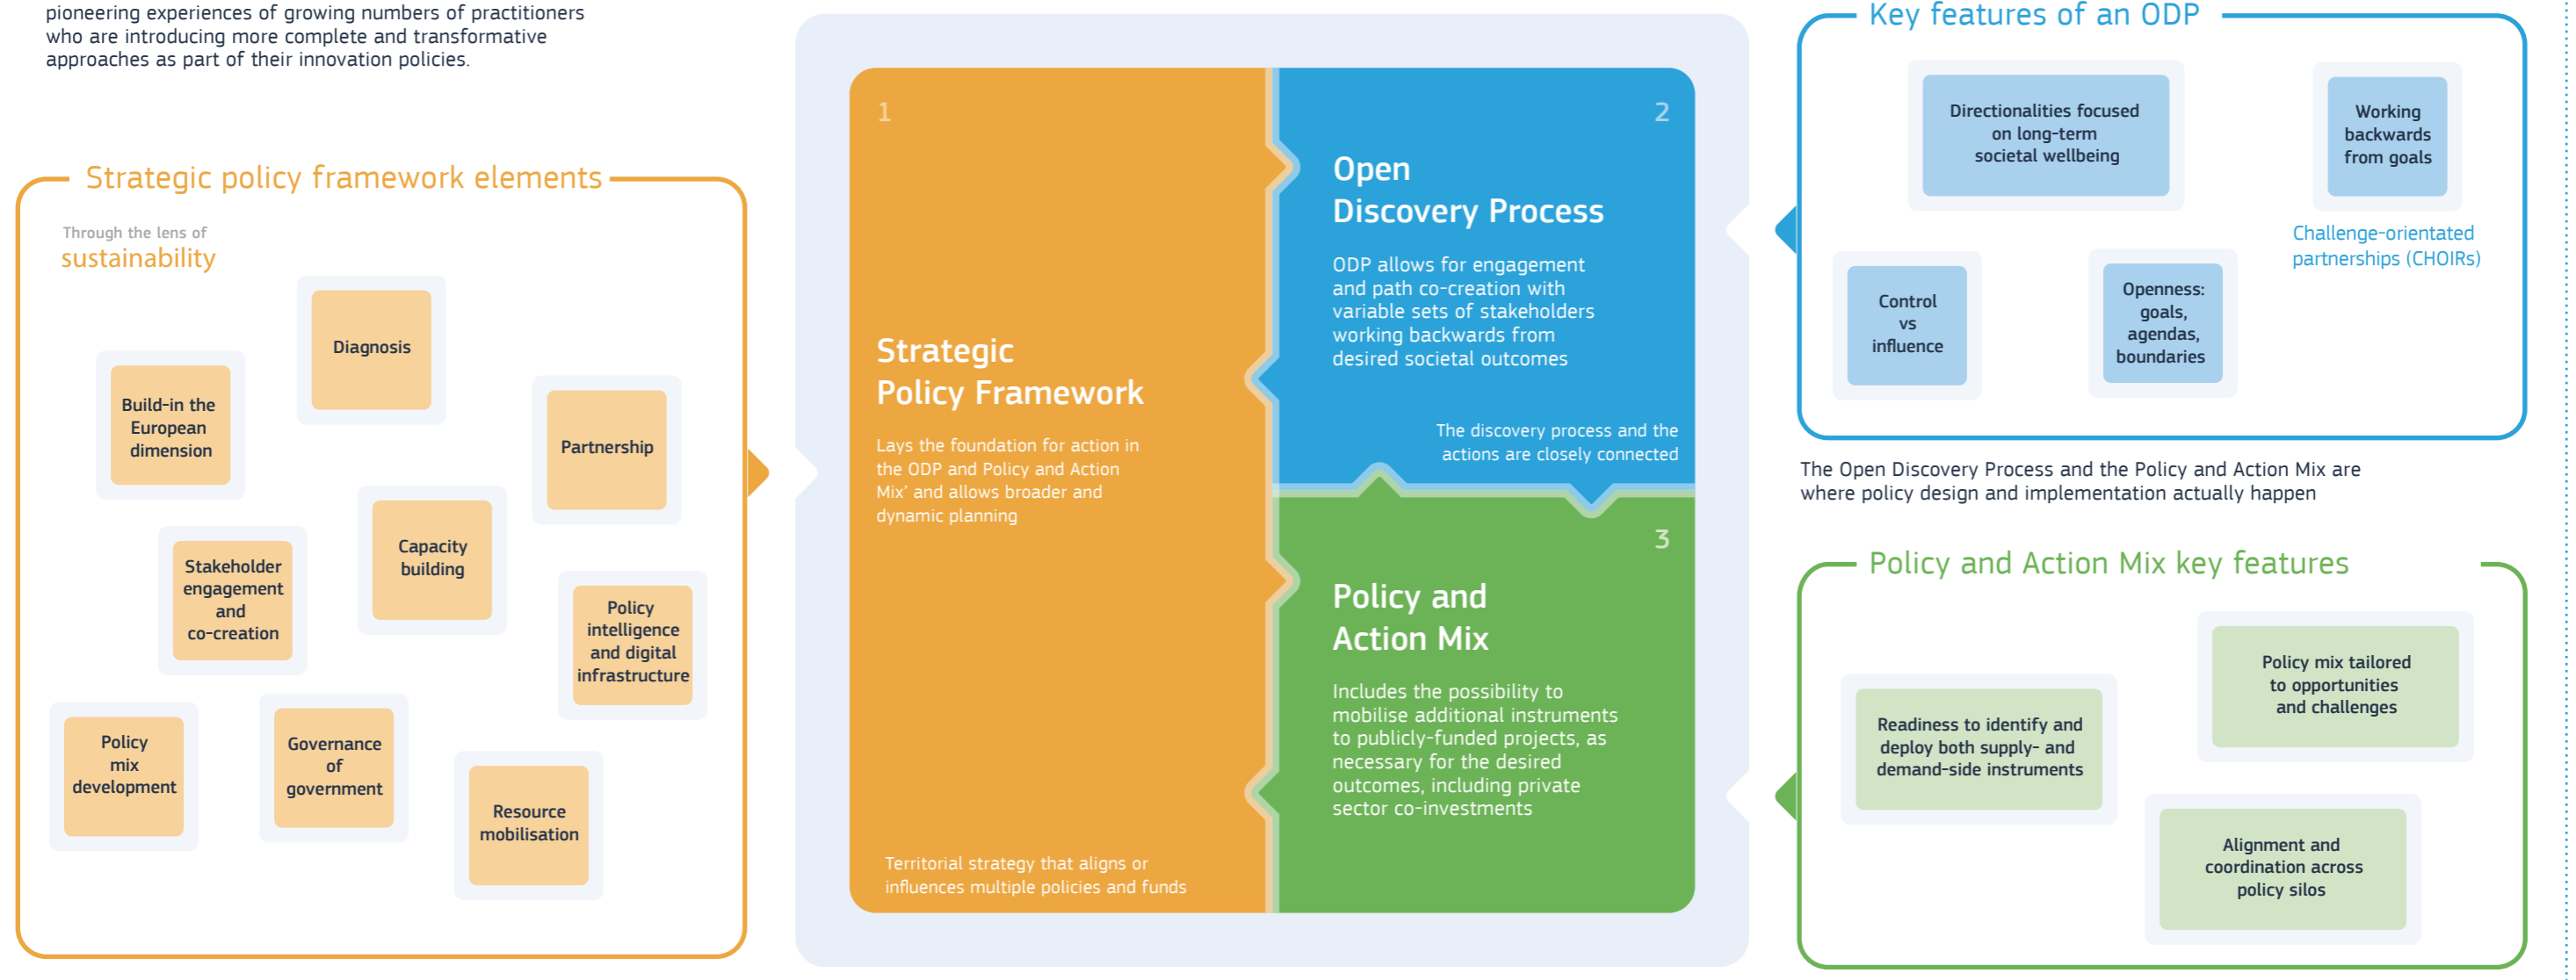 pioneering experiences of growing numbers of practitioners
who are introducing more complete and transformative
approaches as part of their innovation policies.
Strategic policy framework elements
Through the lens of
sustainability
Diagnosis
Build-in the
European
dimension
Partnership
Capacity
building
Stakeholder
engagement
and
co-creation
Policy
intelligence
and digital
infrastructure
Policy
mix
development
Governance
of
government
Resource
mobilisation
1
Strategic
Policy Framework
Lays the foundation for action in
the ODP and Policy and Action
Mix’ and allows broader and
dynamic planning
Territorial strategy that aligns or
influences multiple policies and funds
2
Open
Discovery Process
ODP allows for engagement
and path co-creation with
variable sets of stakeholders
working backwards from
desired societal outcomes
The discovery process and the
actions are closely connected
3
Policy and
Action Mix
Includes the possibility to
mobilise additional instruments
to publicly-funded projects, as
necessary for the desired
outcomes, including private
sector co-investments
Key features of an ODP
Directionalities focused
on long-term
societal wellbeing
Working
backwards
from goals
Challenge-orientated
partnerships (CHOIRs)
Control
vs
influence
Openness:
goals,
agendas,
boundaries
The Open Discovery Process and the Policy and Action Mix are
where policy design and implementation actually happen
Policy and Action Mix key features
Policy mix tailored
to opportunities
and challenges
Readiness to identify and
deploy both supply- and
demand-side instruments
Alignment and
coordination across
policy silos